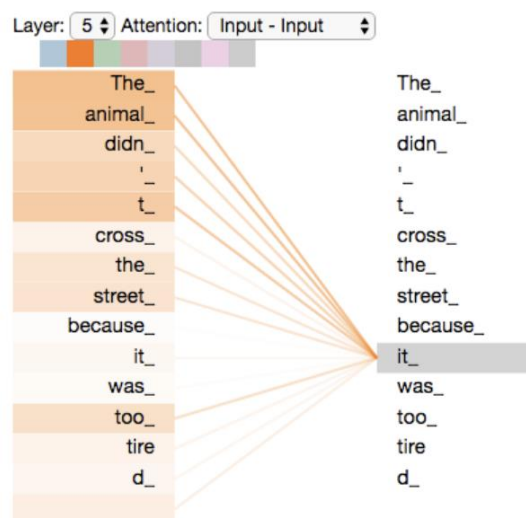 Layer: 5 Attention: Input - Input
The_ The_
animal_ animal_
didn_ didn_
'_ '_
t_ t_
cross_ cross_
the_ the_
street_ street_
because_ because_
it_ it_
was_ was_
too_ too_
tire tire
d_ d_